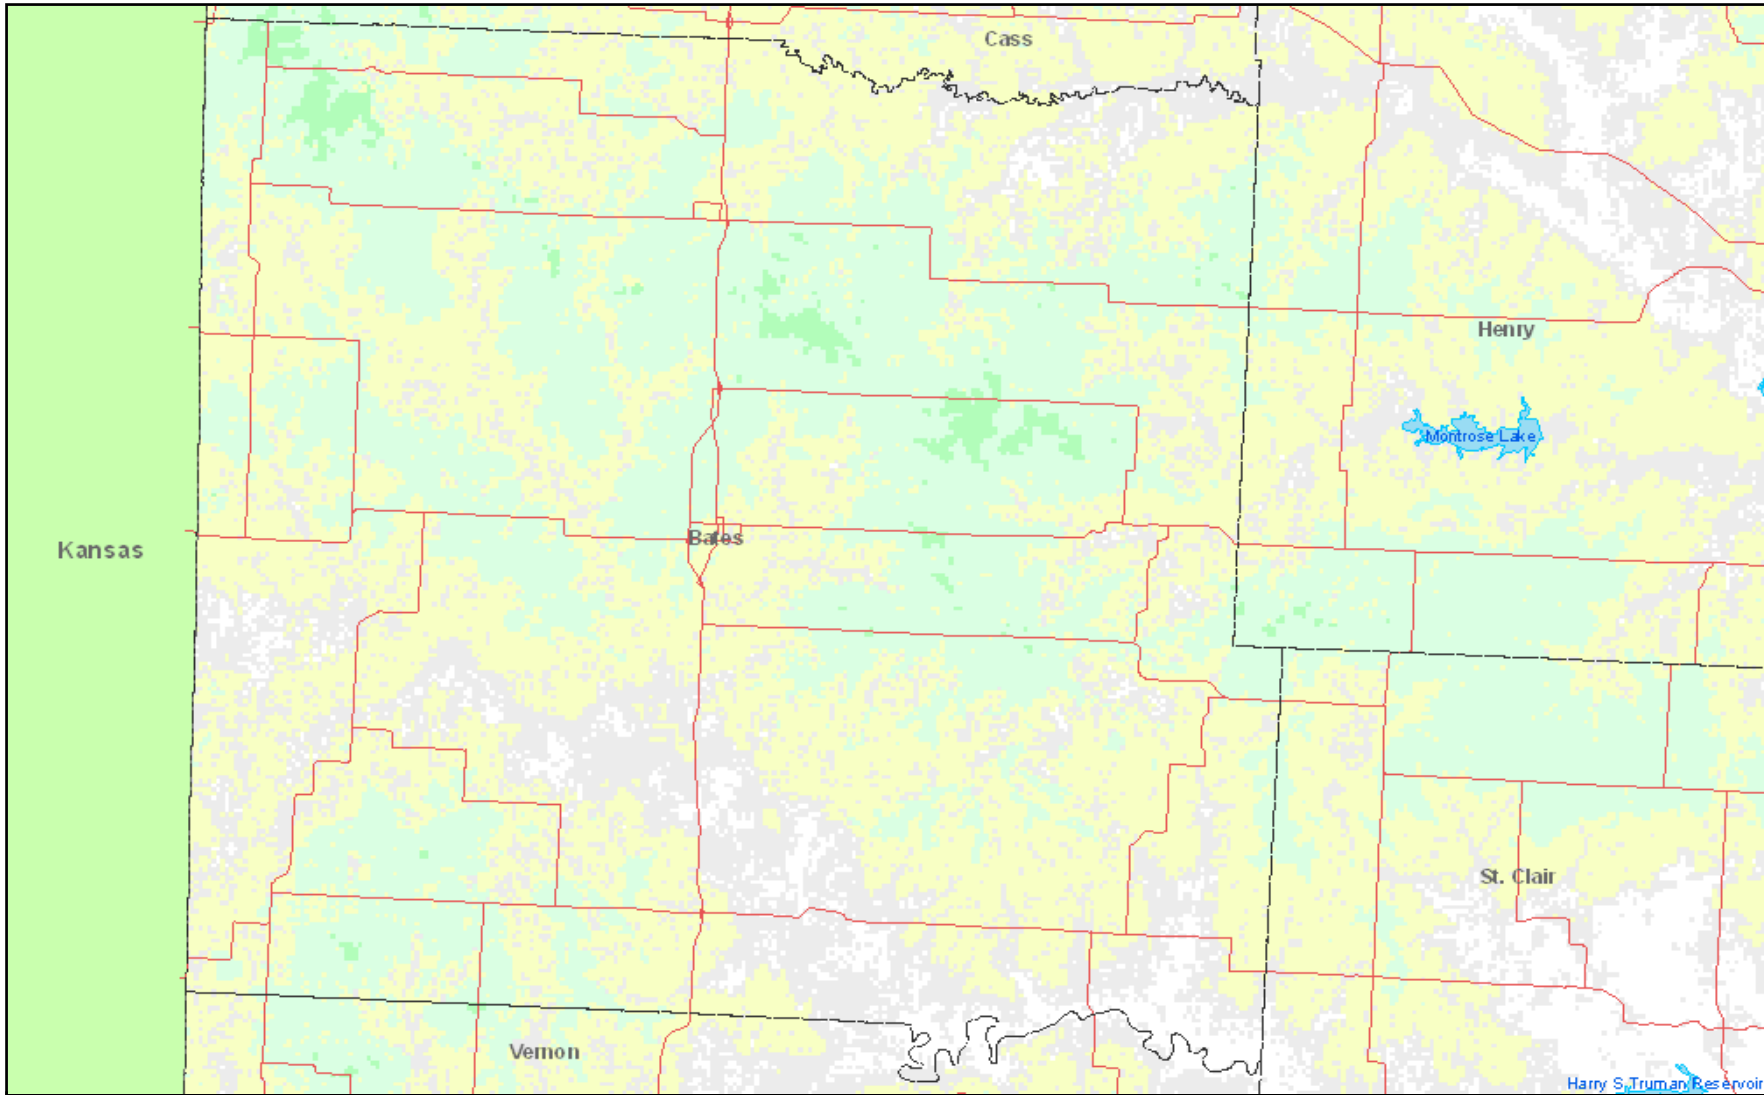 Cass
Henry
Montrose Lake
Bates
Kansas
St. Clair
Vernon
Harry S Truman Reservoir